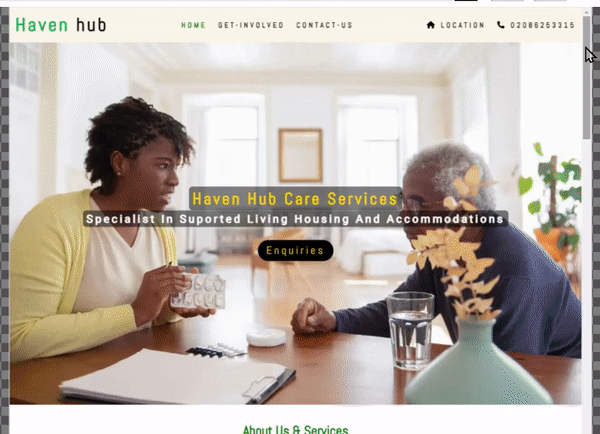 Haven hub
HOME GET-INVOLVED CONTACT-US
LOCATION 02086253315
Haven Hub Care Services
Specialist In Suported Living Housing And Accommodations
Enquiries
About Us & Services